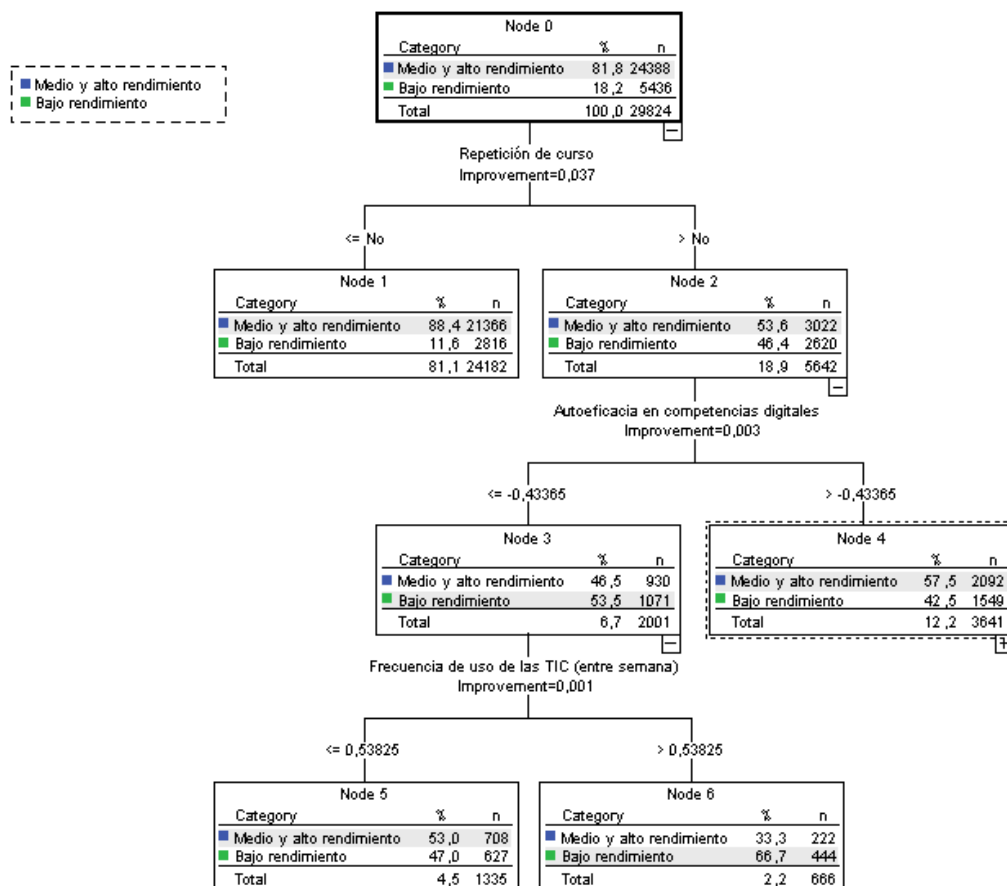 Medio y alto rendimiento
Bajo rendimiento
Node 0
Category % n
Medio y alto rendimiento 81,8 24388
Bajo rendimiento 18,2 5436
Total 100,0 29824
Repetición de curso
Improvement=0,037
<= No
> No
Node 1
Category % n
Medio y alto rendimiento 88,4 21366
Bajo rendimiento 11,6 2816
Total 81,1 24182
Node 2
Category % n
Medio y alto rendimiento 53,6 3022
Bajo rendimiento 46,4 2620
Total 18,9 5642
Autoeficacia en competencias digitales
Improvement=0,003
<= -0,43365
> -0,43365
Node 3
Category % n
Medio y alto rendimiento 46,5 930
Bajo rendimiento 53,5 1071
Total 6,7 2001
Node 4
Category % n
Medio y alto rendimiento 57,5 2092
Bajo rendimiento 42,5 1549
Total 12,2 3641
Frecuencia de uso de las TIC (entre semana)
Improvement=0,001
<= 0,53825
> 0,53825
Node 5
Category % n
Medio y alto rendimiento 53,0 708
Bajo rendimiento 47,0 627
Total 4,5 1335
Node 6
Category % n
Medio y alto rendimiento 33,3 222
Bajo rendimiento 66,7 444
Total 2,2 666